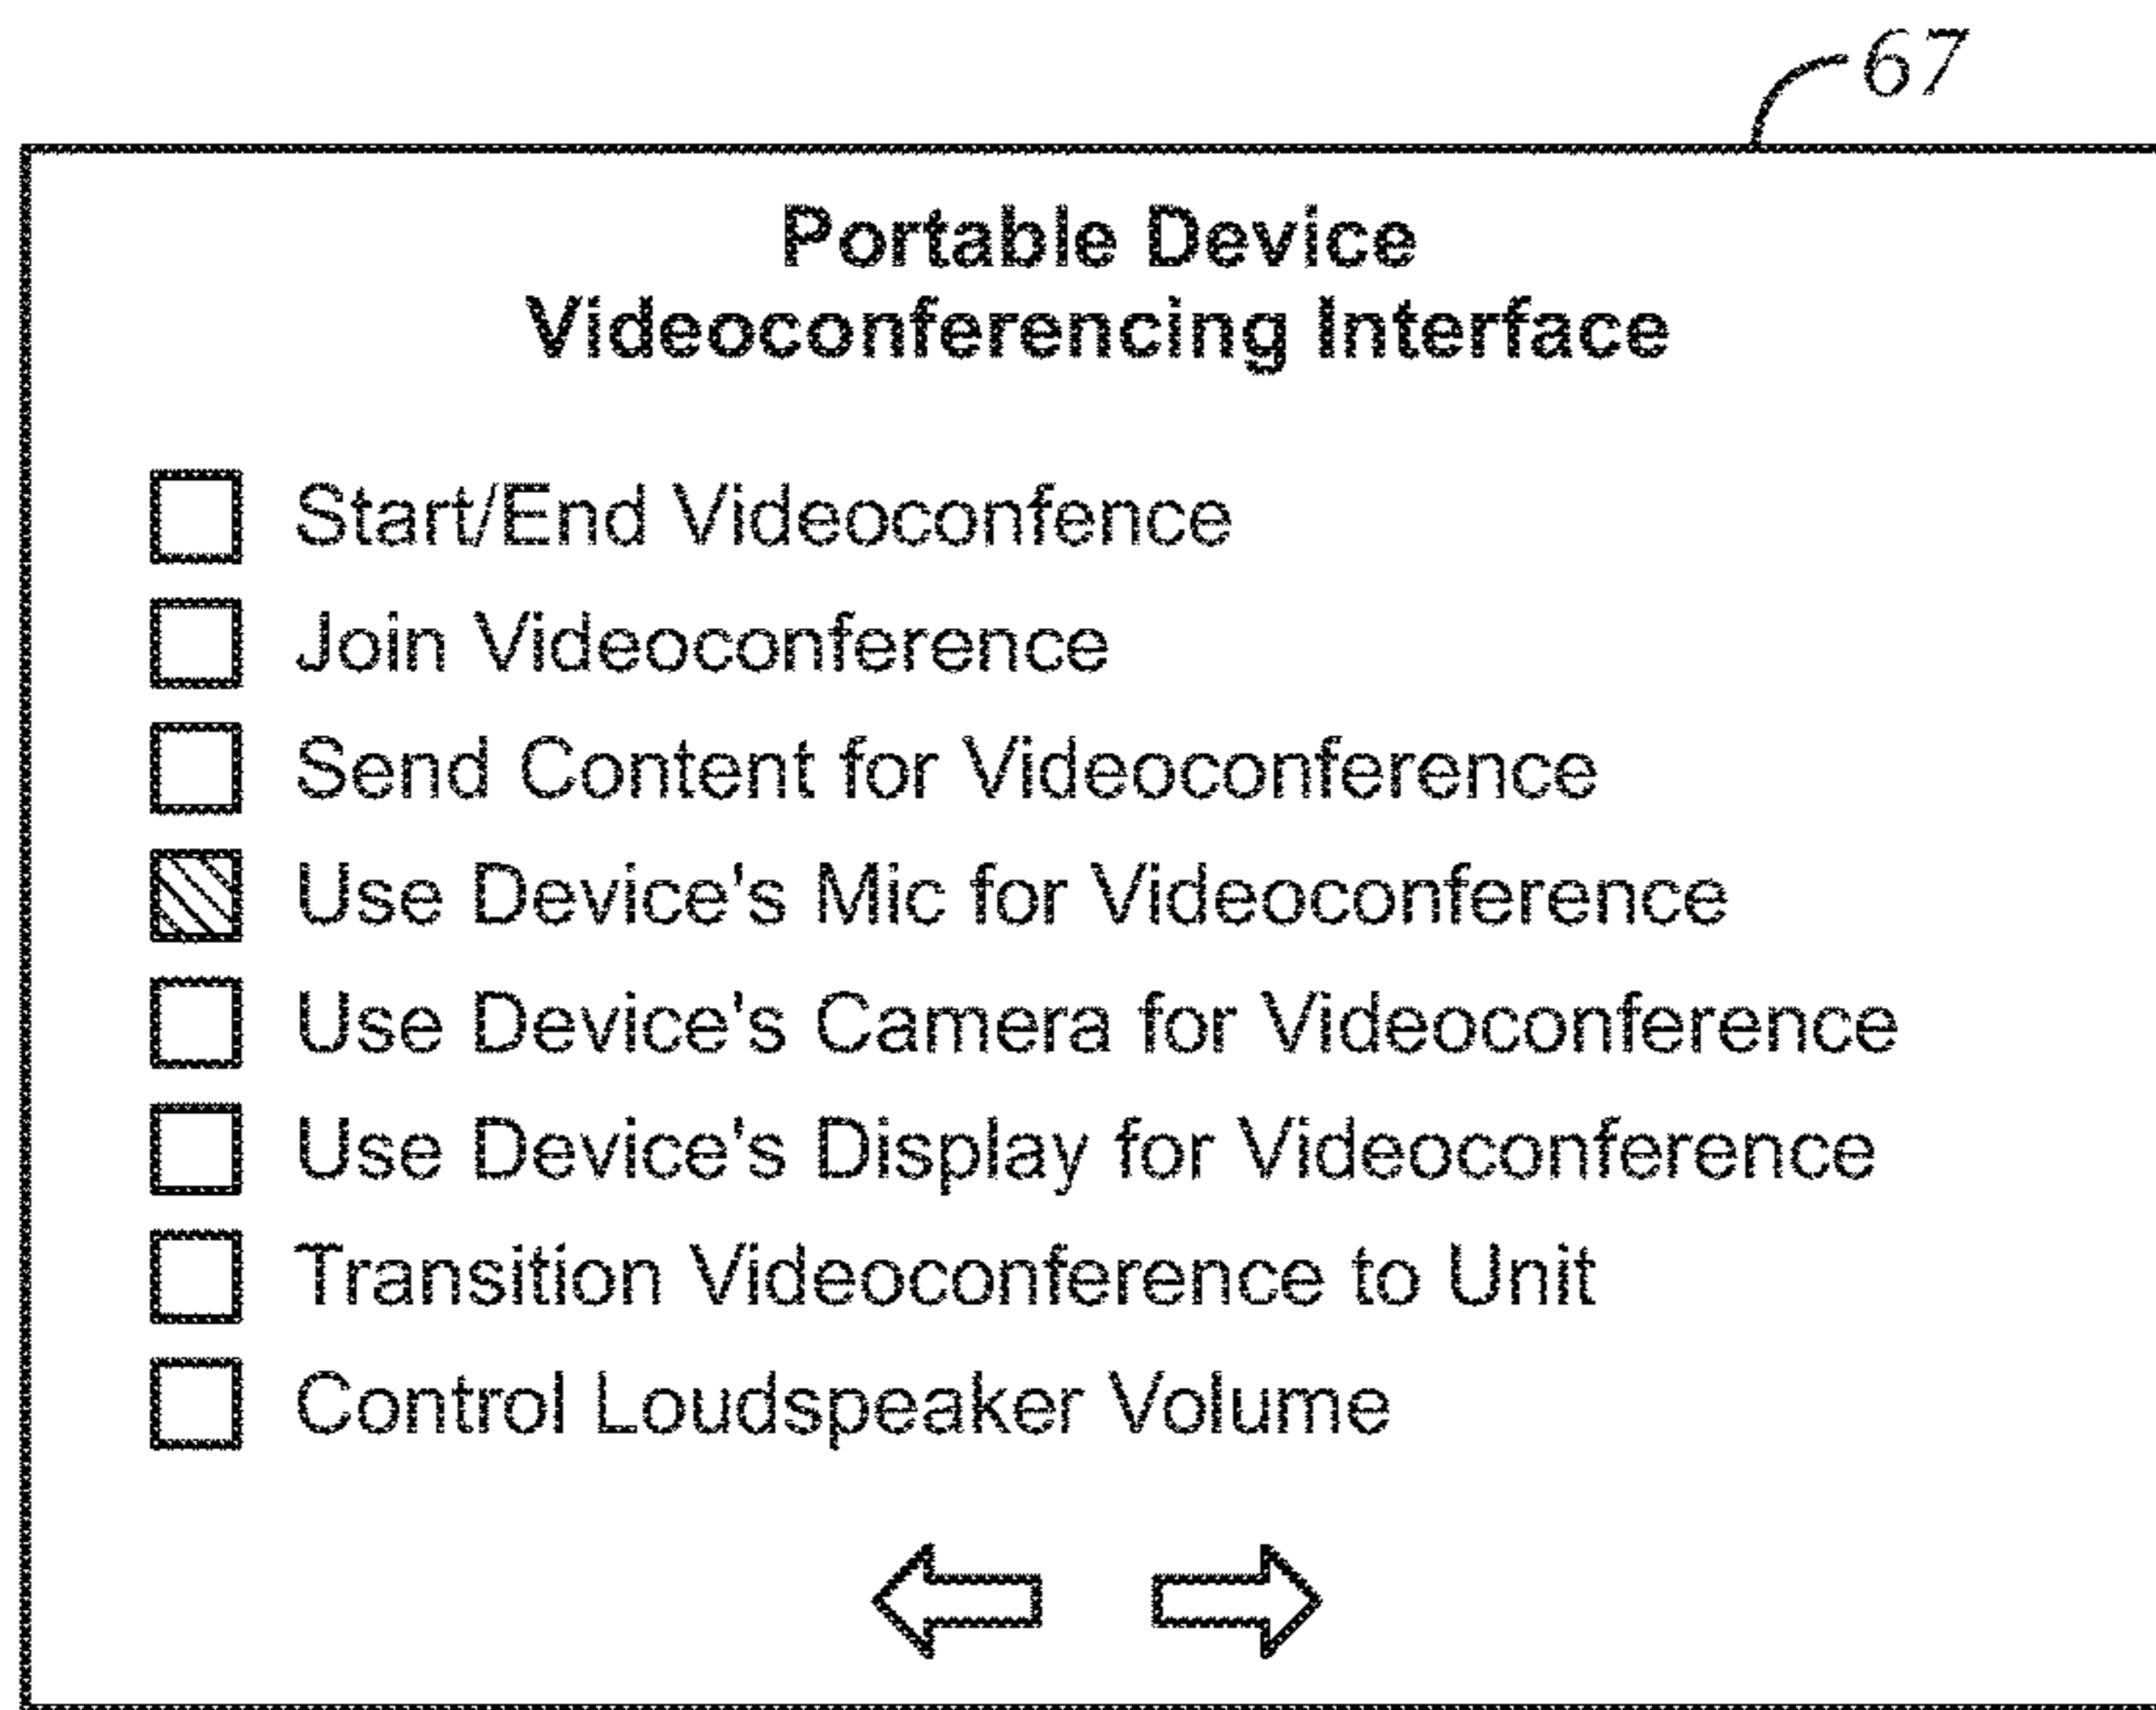 67
Portable Device
Videoconferencing Interface
Start/End Videoconfence
Join Videoconference
Send Content for Videoconference
Use Device's Mic for Videoconference
Use Device's Camera for Videoconference
Use Device's Display for Videoconference
Transition Videoconference to Unit
Control Loudspeaker Volume